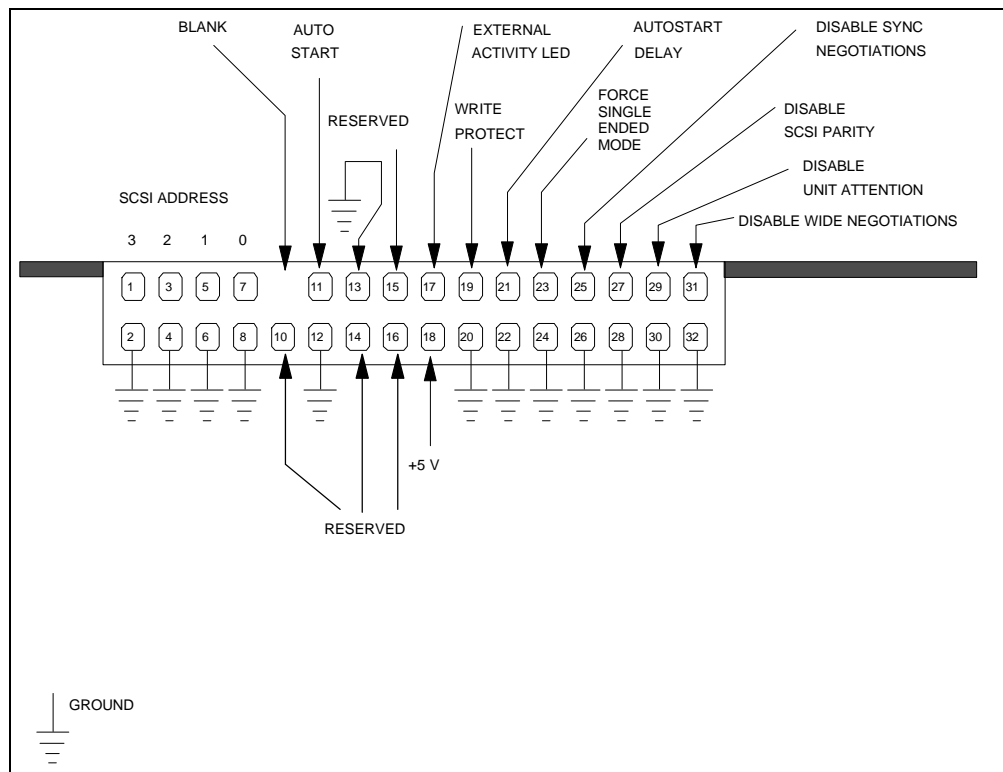 BLANK
AUTO
START
EXTERNAL
ACTIVITY LED
AUTOSTART
DELAY
DISABLE SYNC
NEGOTIATIONS
RESERVED
WRITE
PROTECT
FORCE
SINGLE
ENDED
MODE
DISABLE
SCSI PARITY
DISABLE
UNIT ATTENTION
DISABLE WIDE NEGOTIATIONS
SCSI ADDRESS
3 2 1 0
1 3 5 7 11 13 15 17 19 21 23 25 27 29 31
2 4 6 8 10 12 14 16 18 20 22 24 26 28 30 32
+5 V
RESERVED
GROUND